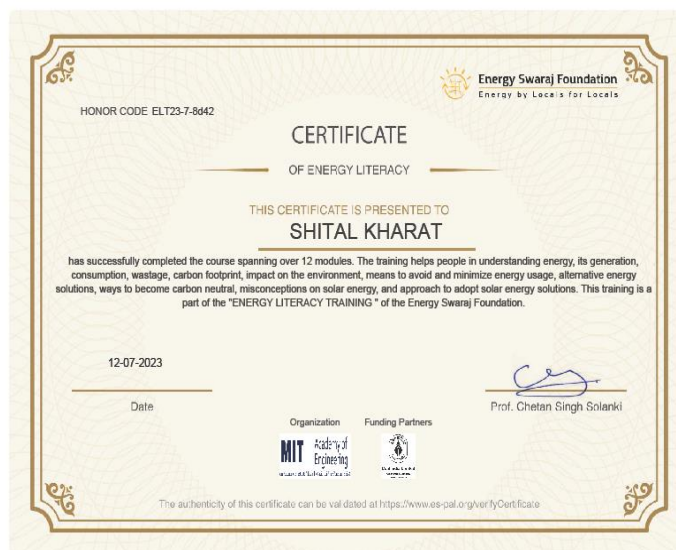 Energy Swaraj Foundation
Energy by Locals for Locals
HONOR CODE ELT23-7-8d42
CERTIFICATE
OF ENERGY LITERACY
THIS CERTIFICATE IS PRESENTED TO
SHITAL KHARAT
has successfully completed the course spanning over 12 modules. The training helps people in understanding energy, its generation,
consumption, wastage, carbon footprint, impact on the environment, means to avoid and minimize energy usage, alternative energy
solutions, ways to become carbon neutral, misconceptions on solar energy, and approach to adopt solar energy solutions. This training is a
part of the "ENERGY LITERACY TRAINING " of the Energy Swaraj Foundation.
12-07-2023
Date
Prof. Chetan Singh Solanki
Organization
Funding Partners
MIT Academy of
Engineering
The authenticity of this certificate can be validated at https://www.es-pal.org/verifyCertificate